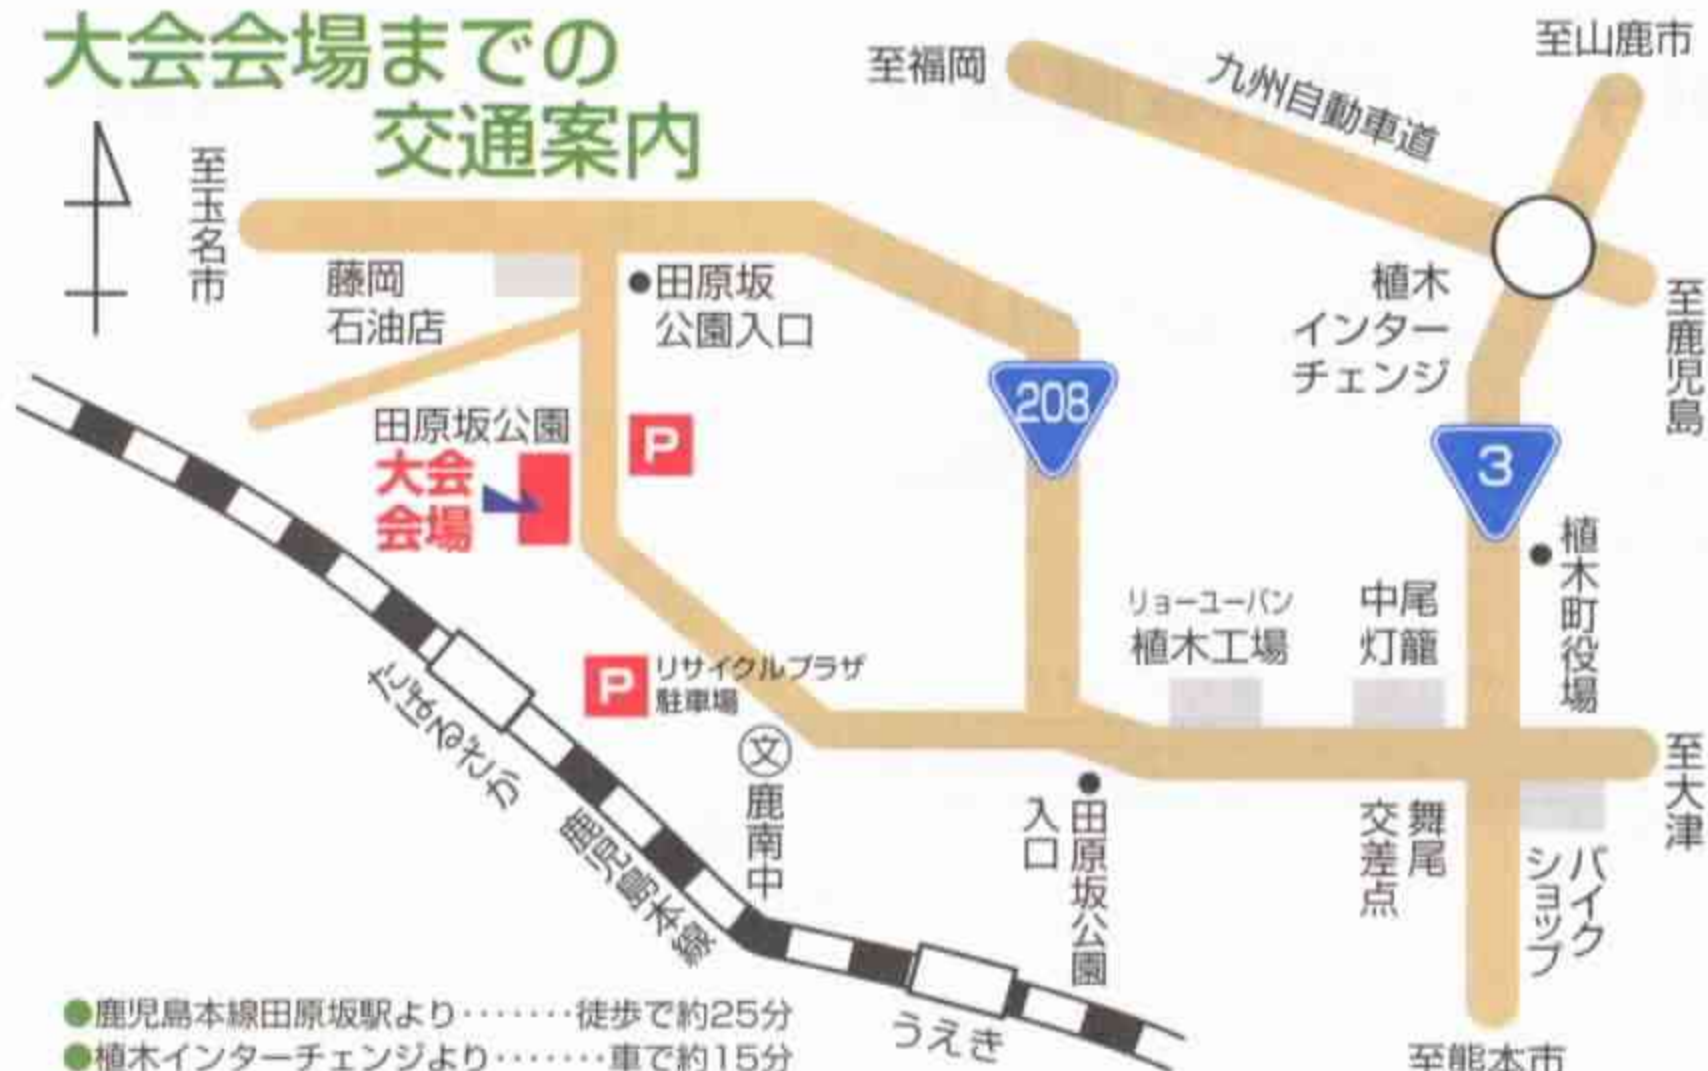 大会会場までの
交通案内
至福岡
九州自動車道
至山鹿市
至玉名市
藤岡
石油店
田原坂
公園入口
植木
インター
チェンジ
至鹿児島
208
3
田原坂公園
大会
会場
P
植木町役場
リョーユーパン
植木工場
中尾
灯籠
P
リサイクルプラザ
駐車場
たばるざか
鹿児島本線
文
鹿南中
田原坂公園
入口
舞尾
交差点
至大津
バイク
ショップ
うえき
至熊本市
●鹿児島本線田原坂駅より·······徒歩で約25分
●植木インターチェンジより·······車で約15分